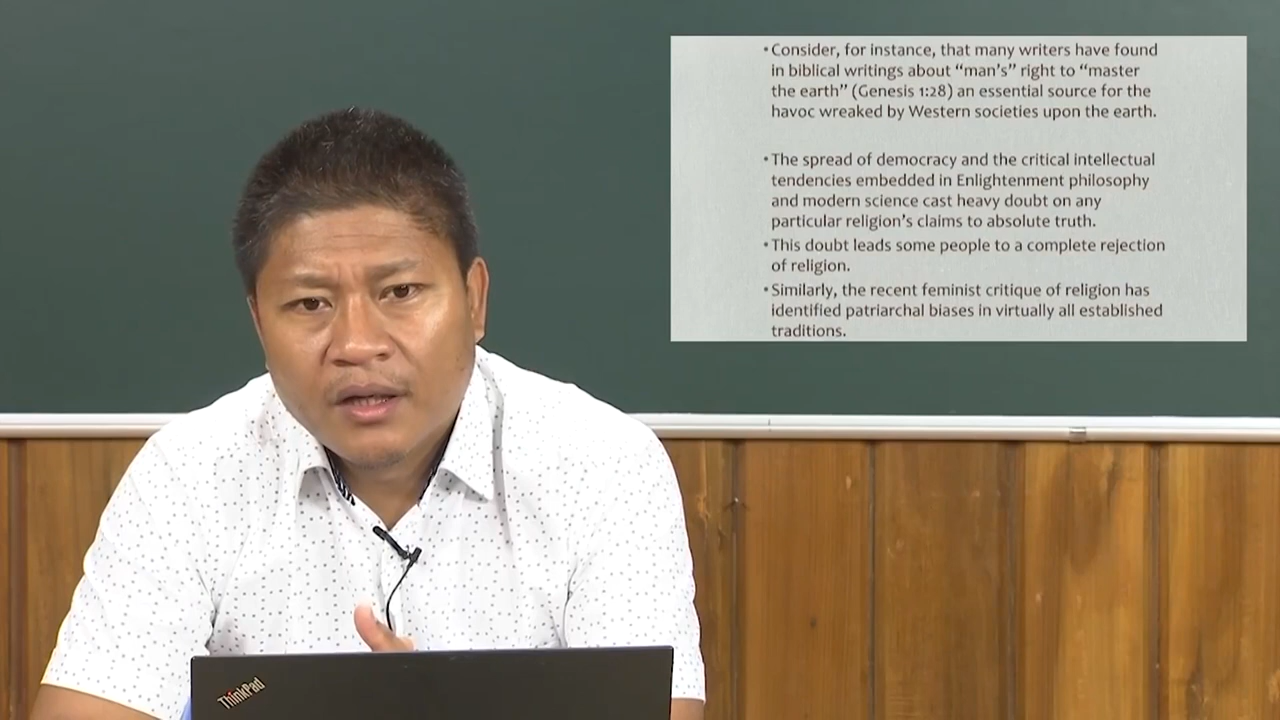 •Consider, for instance, that many writers have found
in biblical writings about “man’s” right to “master
the earth” (Genesis 1:28) an essential source for the
havoc wreaked by Western societies upon the earth.
•The spread of democracy and the critical intellectual
tendencies embedded in Enlightenment philosophy
and modern science cast heavy doubt on any
particular religion’s claims to absolute truth.
•This doubt leads some people to a complete rejection
of religion.
•Similarly, the recent feminist critique of religion has
identified patriarchal biases in virtually all established
traditions.
ThinkPad